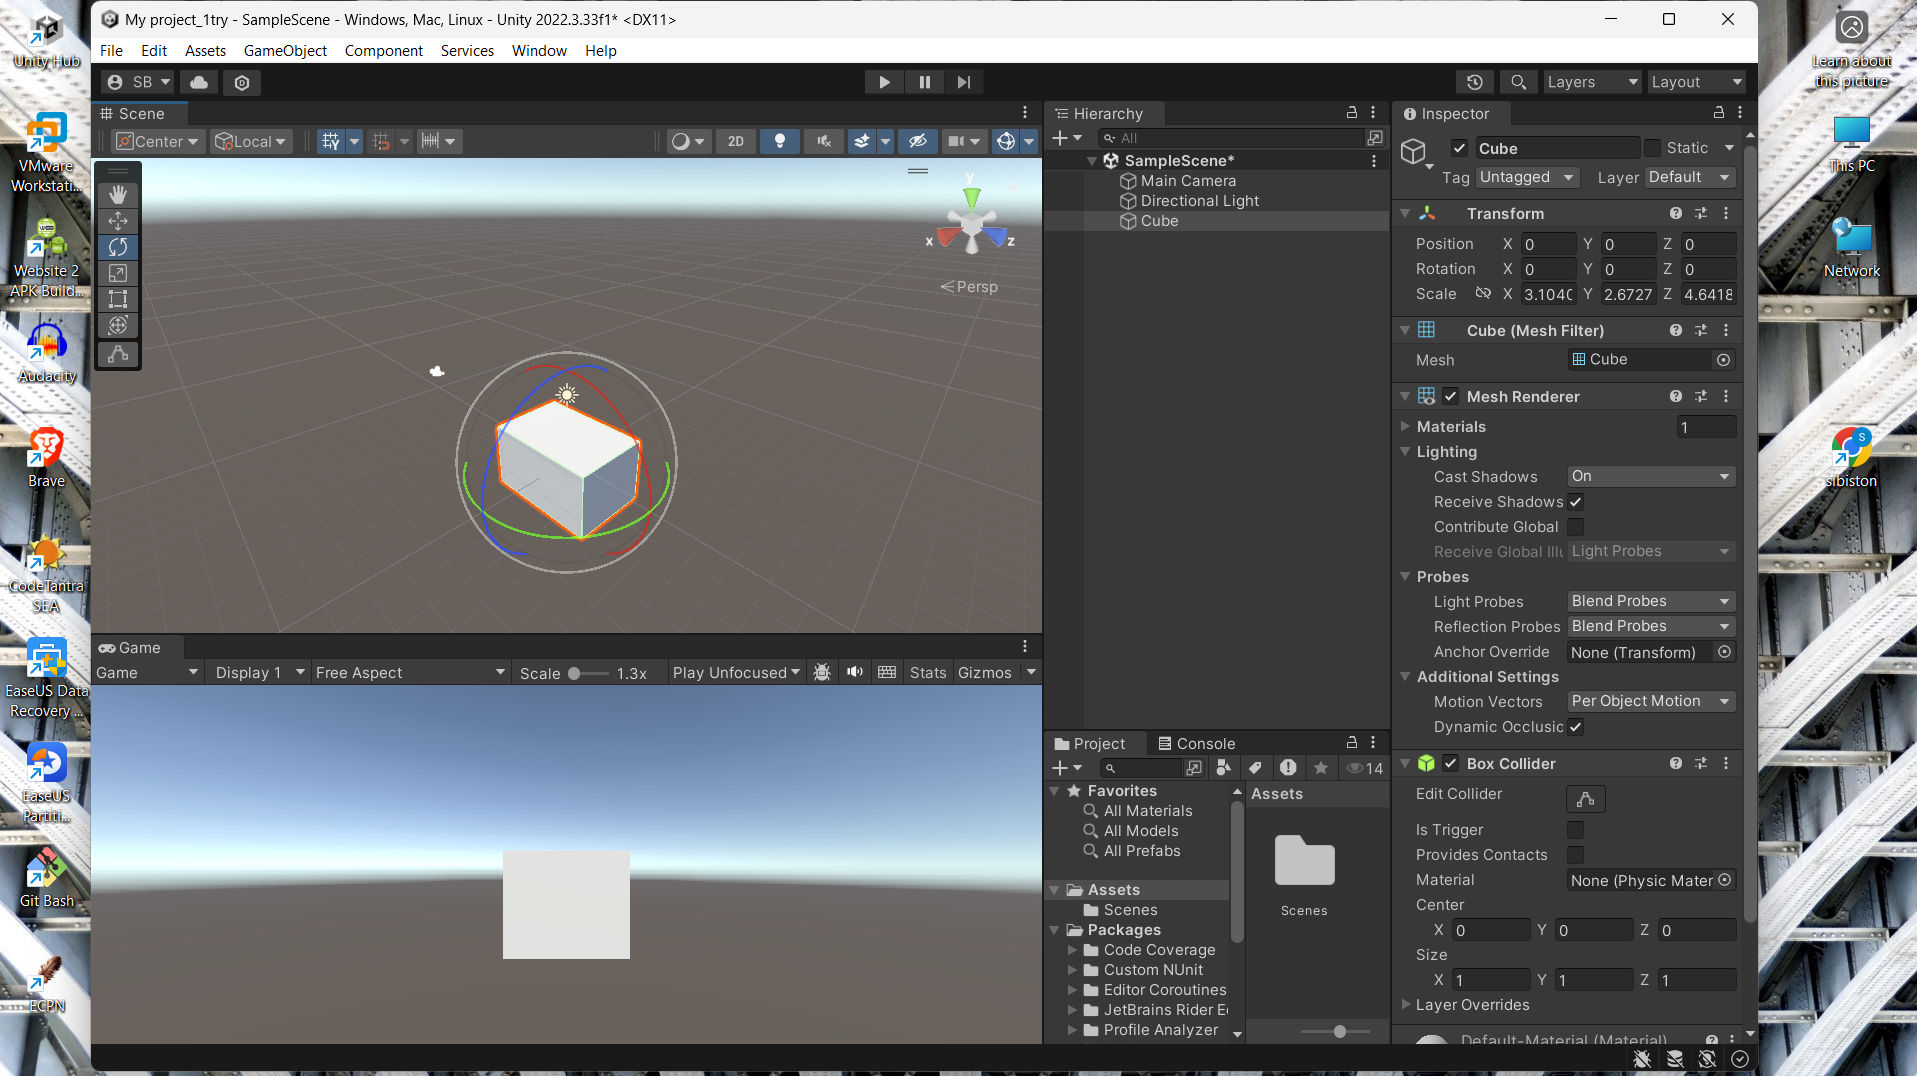 My project_1try - SampleScene - Windows, Mac, Linux - Unity 2022.3.33f1* <DX11>
File Edit Assets GameObject Component Services Window Help
SB
Layers
Layout
Unity Hub
VMware
Workstati...
Website 2
APK Build...
Audacity
Brave
CodeTantra
SEA
EaseUS Data
Recovery ...
EaseUS
Partiti...
Git Bash
ECPN
Scene
Center
Local
2D
y
x
z
Persp
Game
Game
Display 1
Free Aspect
Scale
1.3x
Play Unfocused
Stats
Gizmos
Hierarchy
All
SampleScene*
Main Camera
Directional Light
Cube
Project
Console
14
Favorites
All Materials
All Models
All Prefabs
Assets
Scenes
Packages
Code Coverage
Custom NUnit
Editor Coroutines
JetBrains Rider
Profile Analyzer
Assets
Scenes
Inspector
Cube
Static
Tag Untagged
Layer Default
Transform
Position X 0 Y 0 Z 0
Rotation X 0 Y 0 Z 0
Scale X 3.104 Y 2.6727 Z 4.6418
Cube (Mesh Filter)
Mesh Cube
Mesh Renderer
Materials 1
Lighting
Cast Shadows On
Receive Shadows
Contribute Global
Receive Global Illu Light Probes
Probes
Light Probes Blend Probes
Reflection Probes Blend Probes
Anchor Override None (Transform)
Additional Settings
Motion Vectors Per Object Motion
Dynamic Occlusic
Box Collider
Edit Collider
Is Trigger
Provides Contacts
Material None (Physic Mater
Center
X 0 Y 0 Z 0
Size
X 1 Y 1 Z 1
Layer Overrides
Default-Material (Material)
Learn about
this picture
This PC
Network
S
sibiston